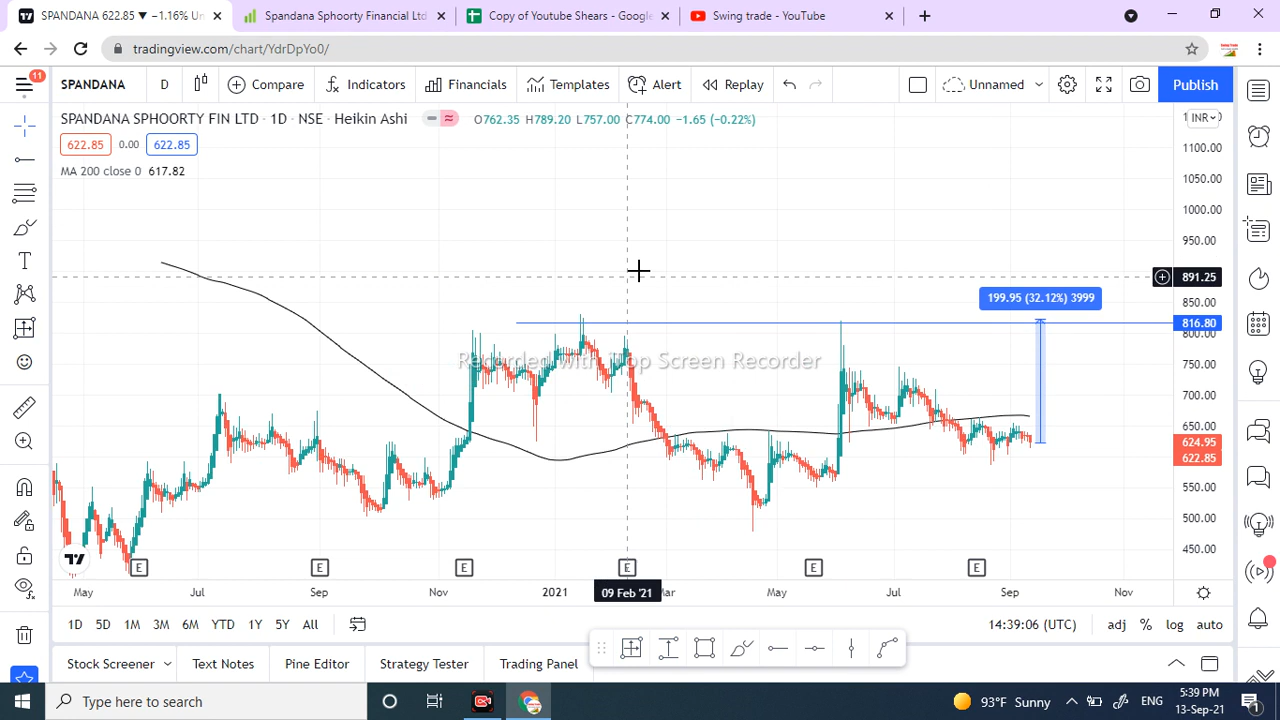 SPANDANA 622.85 ▼ −1.16% Un
Spandana Sphoorty Financial Ltd
Copy of Youtube Shears - Google
Swing trade - YouTube
tradingview.com/chart/YdrDpYo0/
11
SPANDANA
D
Compare
Indicators
Financials
Templates
Alert
Replay
Unnamed
Publish
SPANDANA SPHOORTY FIN LTD · 1D · NSE · Heikin Ashi
O762.35 H789.20 L757.00 C774.00 −1.65 (−0.22%)
INR
622.85 0.00 622.85
MA 200 close 0 617.82
1100.00
1050.00
1000.00
950.00
891.25
850.00
199.95 (32.12%) 3999
816.80
800.00
750.00
Recorded with iTop Screen Recorder
700.00
650.00
624.95
622.85
550.00
500.00
450.00
E E E E E E
May Jul Sep Nov 2021 09 Feb '21 Mar May Jul Sep Nov
1D 5D 1M 3M 6M YTD 1Y 5Y All
14:39:06 (UTC) adj % log auto
Stock Screener Text Notes Pine Editor Strategy Tester Trading Panel
Type here to search
93°F Sunny
ENG
5:39 PM
13-Sep-21
1